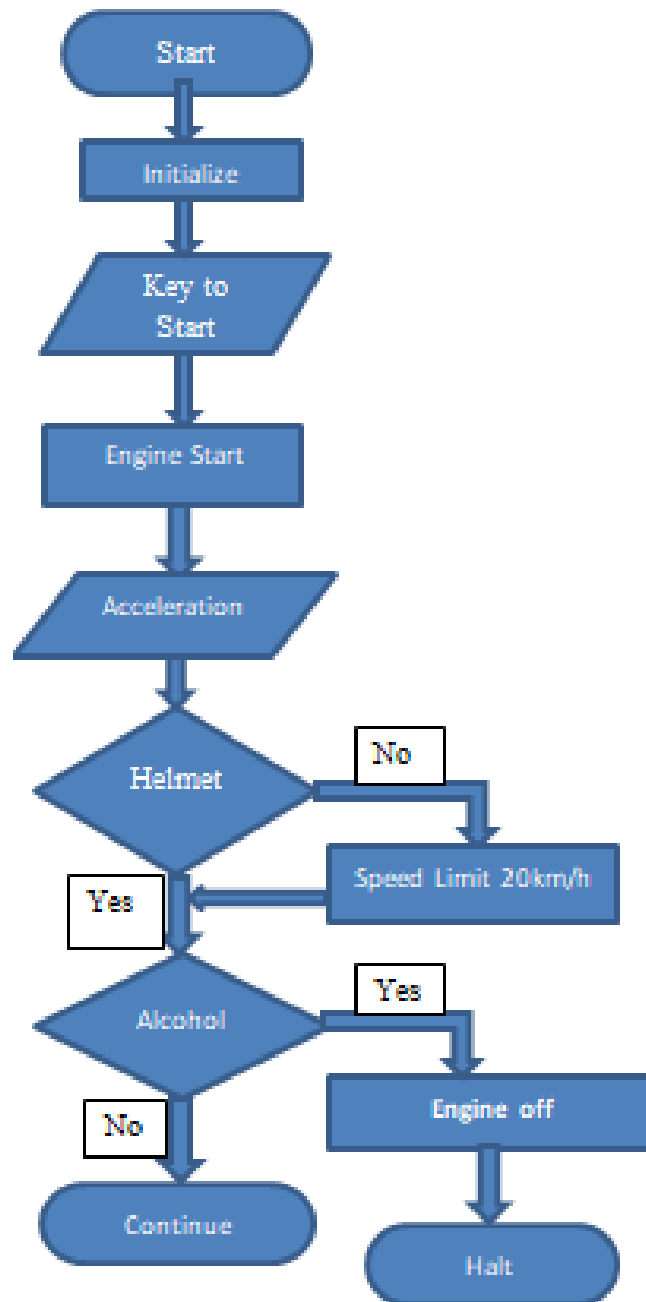 Start
Initialize
Key to
Start
Engine Start
Acceleration
Helmet
No
Speed Limit 20km/h
Yes
Alcohol
Yes
Engine off
No
Continue
Halt